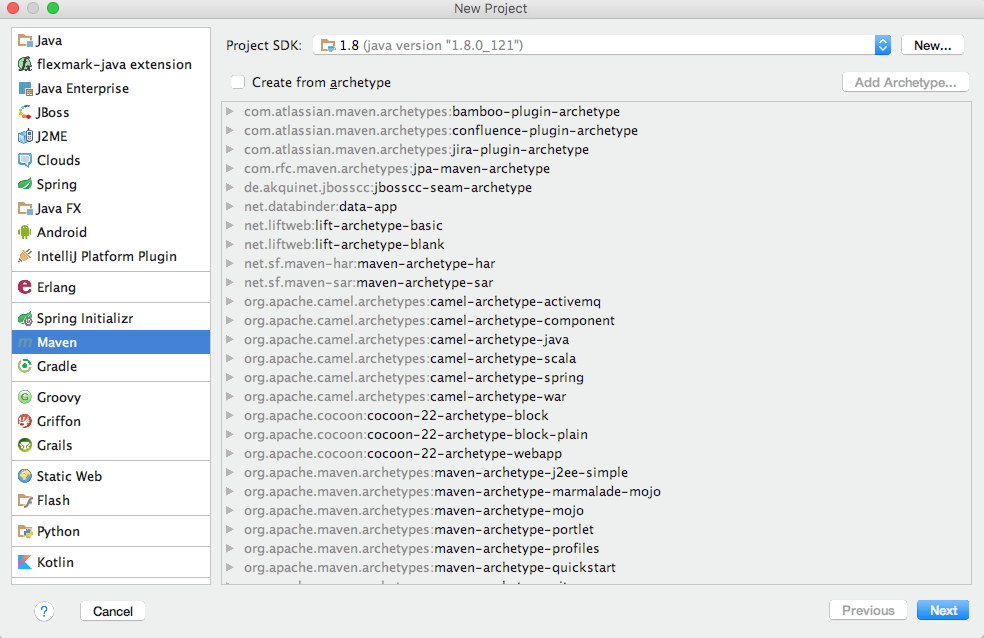 New Project
Java
flexmark-java extension
Java Enterprise
JBoss
J2ME
Clouds
Spring
Java FX
Android
IntelliJ Platform Plugin
Erlang
Spring Initializr
Maven
Gradle
Groovy
Griffon
Grails
Static Web
Flash
Python
Kotlin
Project SDK: 1.8 (java version "1.8.0_121") New...
Create from archetype Add Archetype...
com.atlassian.maven.archetypes:bamboo-plugin-archetype
com.atlassian.maven.archetypes:confluence-plugin-archetype
com.atlassian.maven.archetypes:jira-plugin-archetype
com.rfc.maven.archetypes:jpa-maven-archetype
de.akquinet.jbosscc:jbosscc-seam-archetype
net.databinder:data-app
net.liftweb:lift-archetype-basic
net.liftweb:lift-archetype-blank
net.sf.maven-har:maven-archetype-har
net.sf.maven-sar:maven-archetype-sar
org.apache.camel.archetypes:camel-archetype-activemq
org.apache.camel.archetypes:camel-archetype-component
org.apache.camel.archetypes:camel-archetype-java
org.apache.camel.archetypes:camel-archetype-scala
org.apache.camel.archetypes:camel-archetype-spring
org.apache.camel.archetypes:camel-archetype-war
org.apache.cocoon:cocoon-22-archetype-block
org.apache.cocoon:cocoon-22-archetype-block-plain
org.apache.cocoon:cocoon-22-archetype-webapp
org.apache.maven.archetypes:maven-archetype-j2ee-simple
org.apache.maven.archetypes:maven-archetype-marmalade-mojo
org.apache.maven.archetypes:maven-archetype-mojo
org.apache.maven.archetypes:maven-archetype-portlet
org.apache.maven.archetypes:maven-archetype-profiles
org.apache.maven.archetypes:maven-archetype-quickstart
? Cancel Previous Next